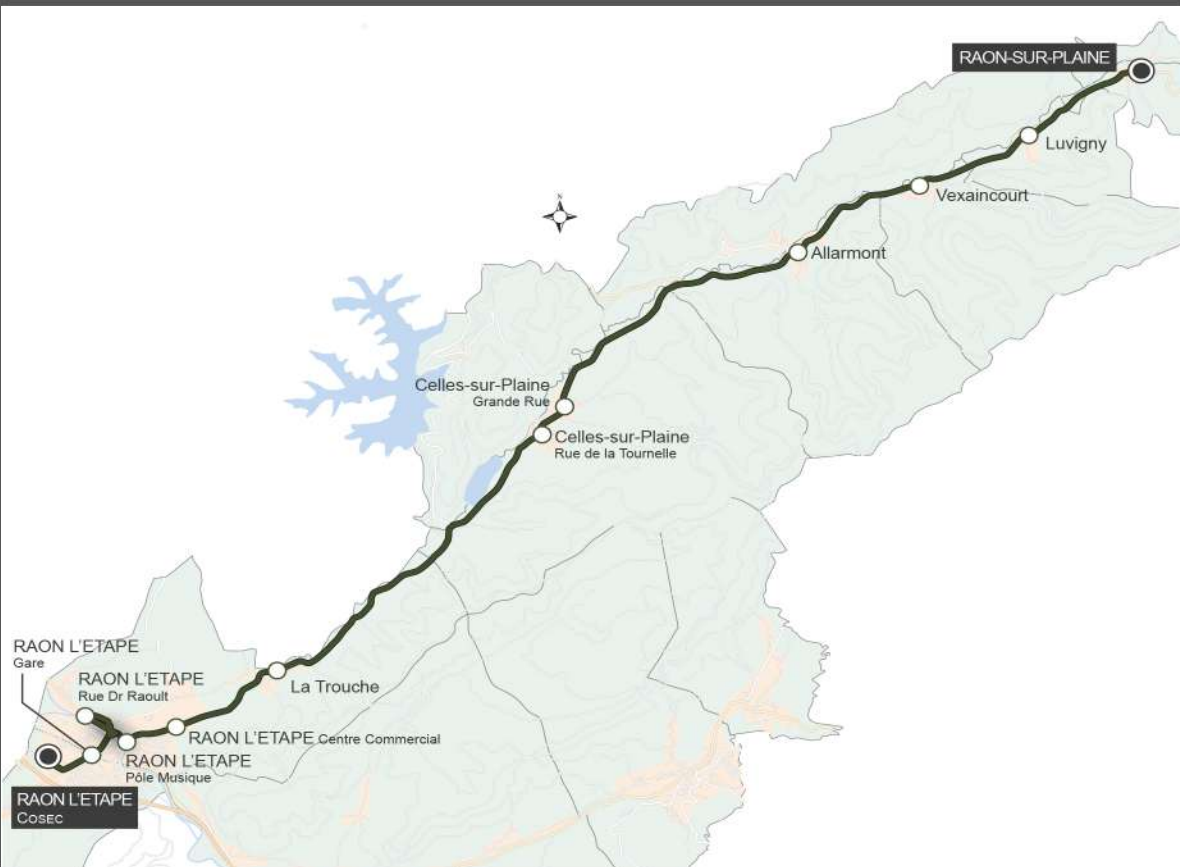 RAON-SUR-PLAINE
Luvigny
Vexaincourt
N
Allarmont
Celles-sur-Plaine
Grande Rue
Celles-sur-Plaine
Rue de la Tournelle
RAON L'ETAPE
Gare
RAON L'ETAPE
Rue Dr Raoult
La Trouche
RAON L'ETAPE Centre Commercial
RAON L'ETAPE
Pôle Musique
RAON L'ETAPE
COSEC